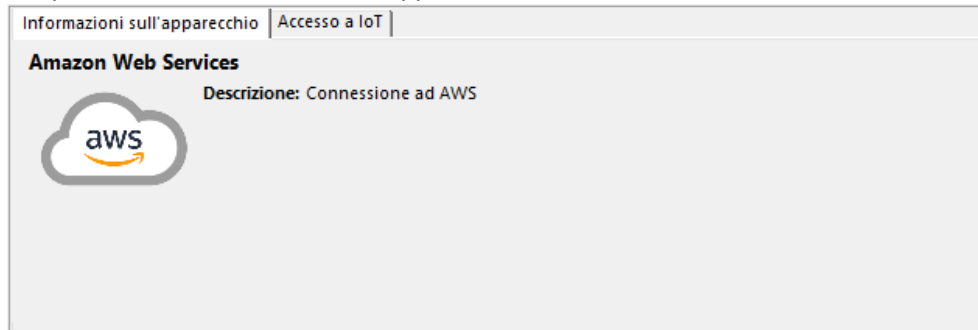 Informazioni sull'apparecchio Accesso a IoT
Amazon Web Services
Descrizione: Connessione ad AWS
aws